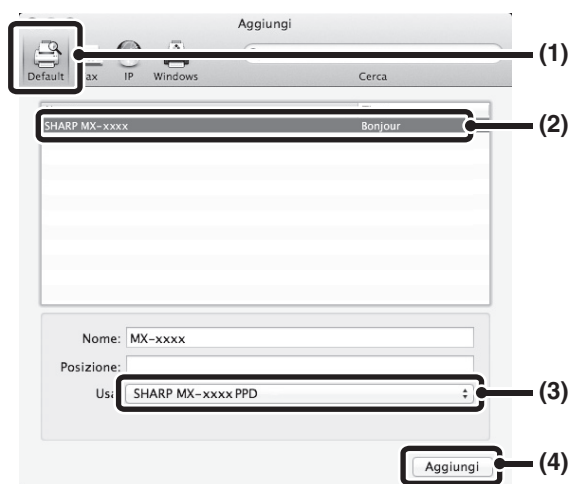 Aggiungi
(1)
Default ax IP Windows Cerca
SHARP MX-xxxx Bonjour (2)
Nome: MX-xxxx
Posizione:
Usa SHARP MX-xxxx PPD (3)
Aggiungi (4)